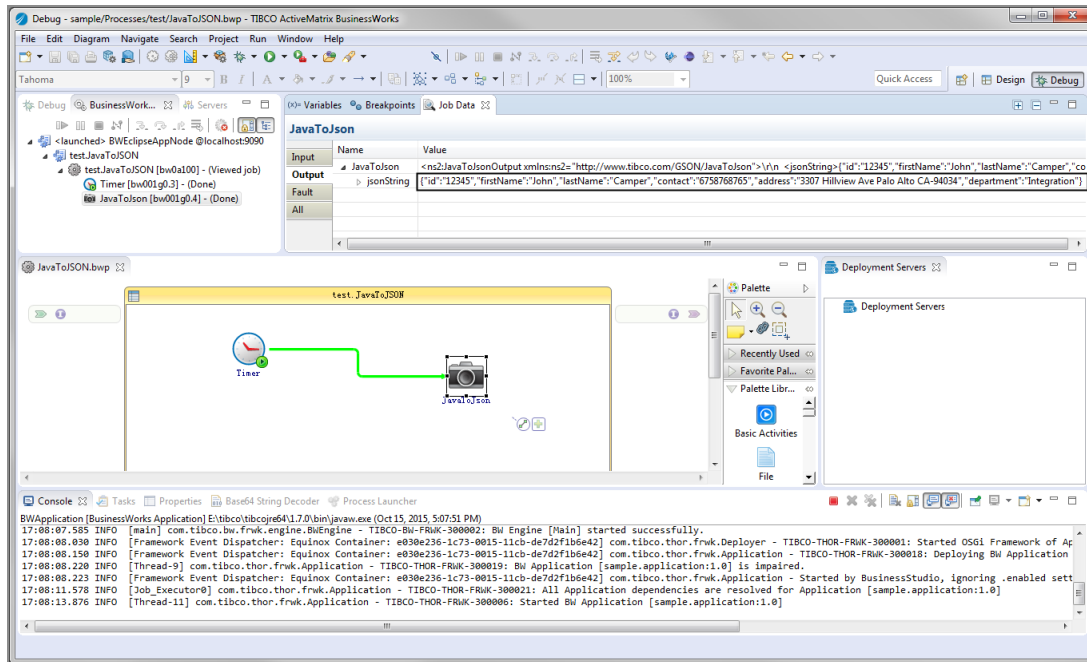 Debug - sample/Processes/test/JavaToJSON.bwp - TIBCO ActiveMatrix BusinessWorks
File Edit Diagram Navigate Search Project Run Window Help
Tahoma 9 B I A 100% Quick Access Design Debug
Debug BusinessWork... Servers
<launched> BWEclipseAppNode @localhost:9090
test.JavaToJSON
test.JavaToJSON [bw0a100] - (Viewed job)
Timer [bw001g0.3] - (Done)
JavaToJson [bw001g0.4] - (Done)
(x)= Variables Breakpoints Job Data
JavaToJson
Input
Output
Fault
All
Name Value
JavaToJson <ns2:JavaToJsonOutput xmlns:ns2="http://www.tibco.com/GSON/JavaToJson">\r\n <jsonString>{"id":"12345","firstName":"John","lastName":"Camper","co
jsonString {"id":"12345","firstName":"John","lastName":"Camper","contact":"6758768765","address":"3307 Hillview Ave Palo Alto CA-94034","department":"Integration"}
JavaToJSON.bwp
test.JavaToJSON
Timer
JavaToJson
Palette
Recently Used
Favorite Pal...
Palette Libr...
Basic Activities
File
Deployment Servers
Deployment Servers
Console Tasks Properties Base64 String Decoder Process Launcher
BWApplication [BusinessWorks Application] E:\tibco\tibcojre64\1.7.0\bin\javaw.exe (Oct 15, 2015, 5:07:51 PM)
17:08:07.585 INFO [main] com.tibco.bw.frwk.engine.BWEngine - TIBCO-BW-FRWK-300002: BW Engine [Main] started successfully.
17:08:08.030 INFO [Framework Event Dispatcher: Equinox Container: e030e236-1c73-0015-11cb-de7d2f1b6e42] com.tibco.thor.frwk.Deployer - TIBCO-THOR-FRWK-300001: Started OSGi Framework of Ap
17:08:08.150 INFO [Framework Event Dispatcher: Equinox Container: e030e236-1c73-0015-11cb-de7d2f1b6e42] com.tibco.thor.frwk.Application - TIBCO-THOR-FRWK-300018: Deploying BW Application
17:08:08.220 INFO [Thread-9] com.tibco.thor.frwk.Application - TIBCO-THOR-FRWK-300019: BW Application [sample.application:1.0] is impaired.
17:08:08.223 INFO [Framework Event Dispatcher: Equinox Container: e030e236-1c73-0015-11cb-de7d2f1b6e42] com.tibco.thor.frwk.Application - Started by BusinessStudio, ignoring .enabled sett
17:08:11.578 INFO [Job_Executor0] com.tibco.thor.frwk.Application - TIBCO-THOR-FRWK-300021: All Application dependencies are resolved for Application [sample.application:1.0]
17:08:13.876 INFO [Thread-11] com.tibco.thor.frwk.Application - TIBCO-THOR-FRWK-300006: Started BW Application [sample.application:1.0]